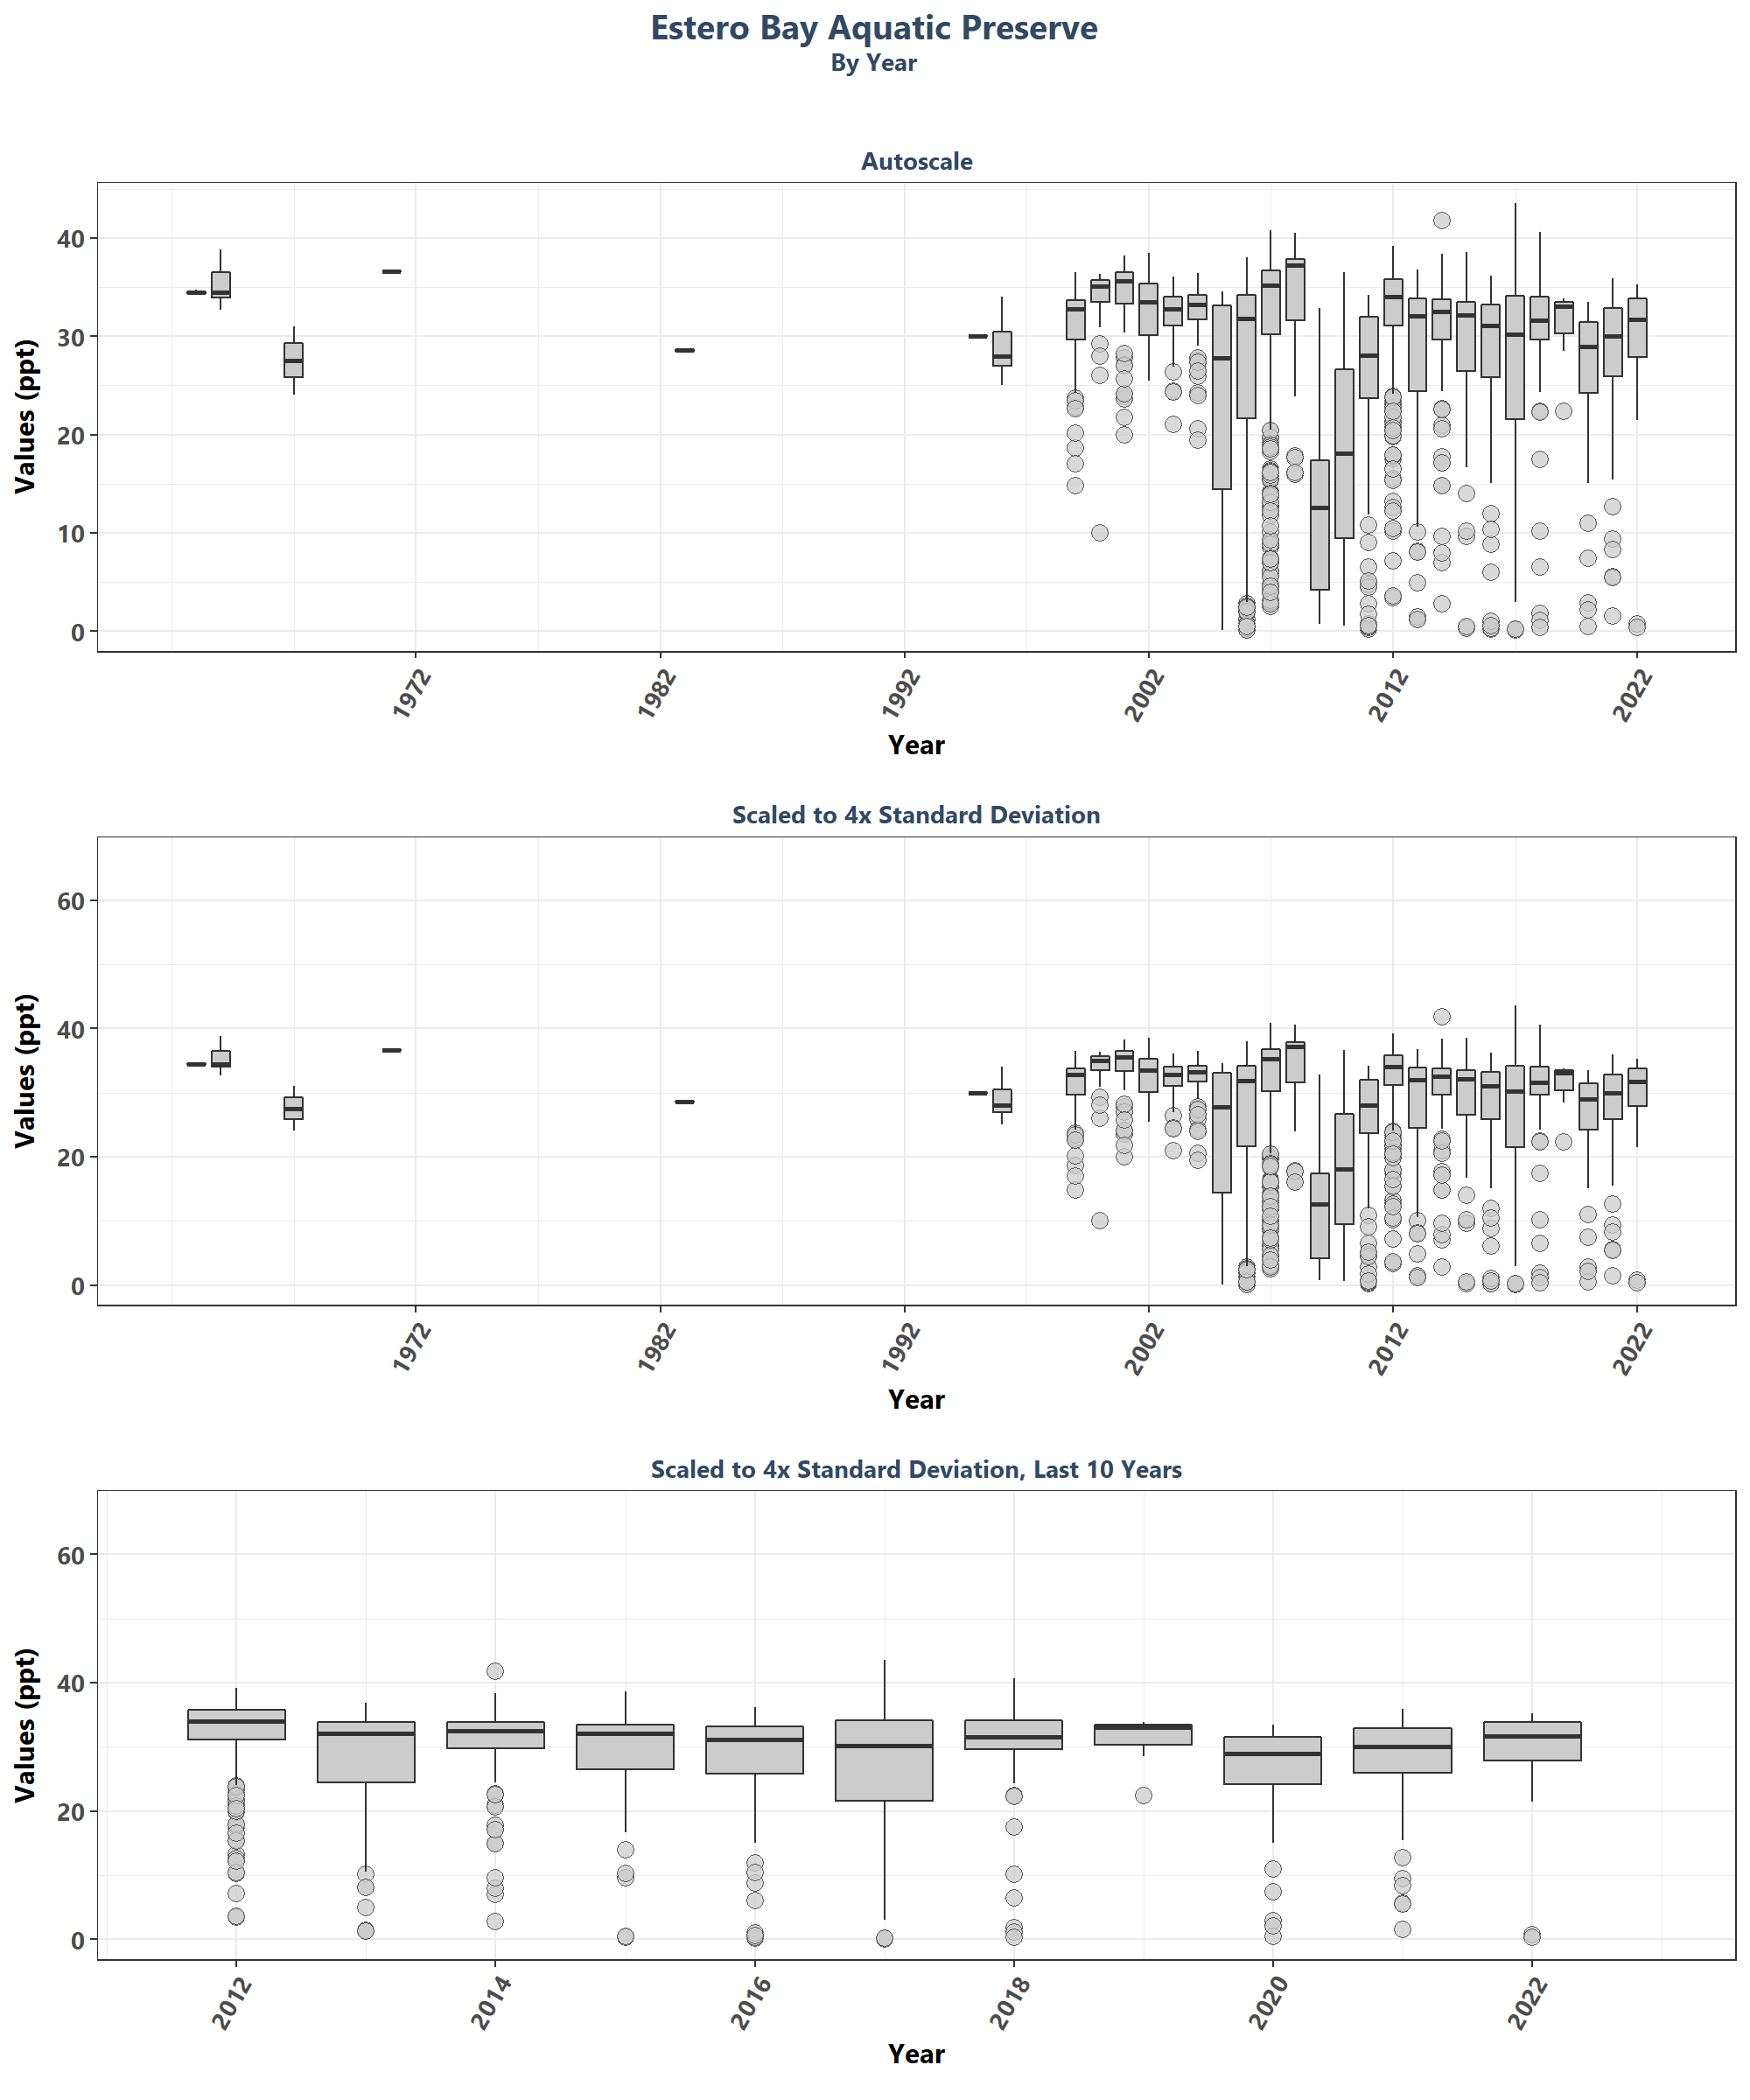 Estero Bay Aquatic Preserve
By Year
Autoscale
Values (ppt)
40
30
20
10
0
1972 1982 1992 2002 2012 2022
Year
Scaled to 4x Standard Deviation
Values (ppt)
60
40
20
0
1972 1982 1992 2002 2012 2022
Year
Scaled to 4x Standard Deviation, Last 10 Years
Values (ppt)
60
40
20
0
2012 2014 2016 2018 2020 2022
Year